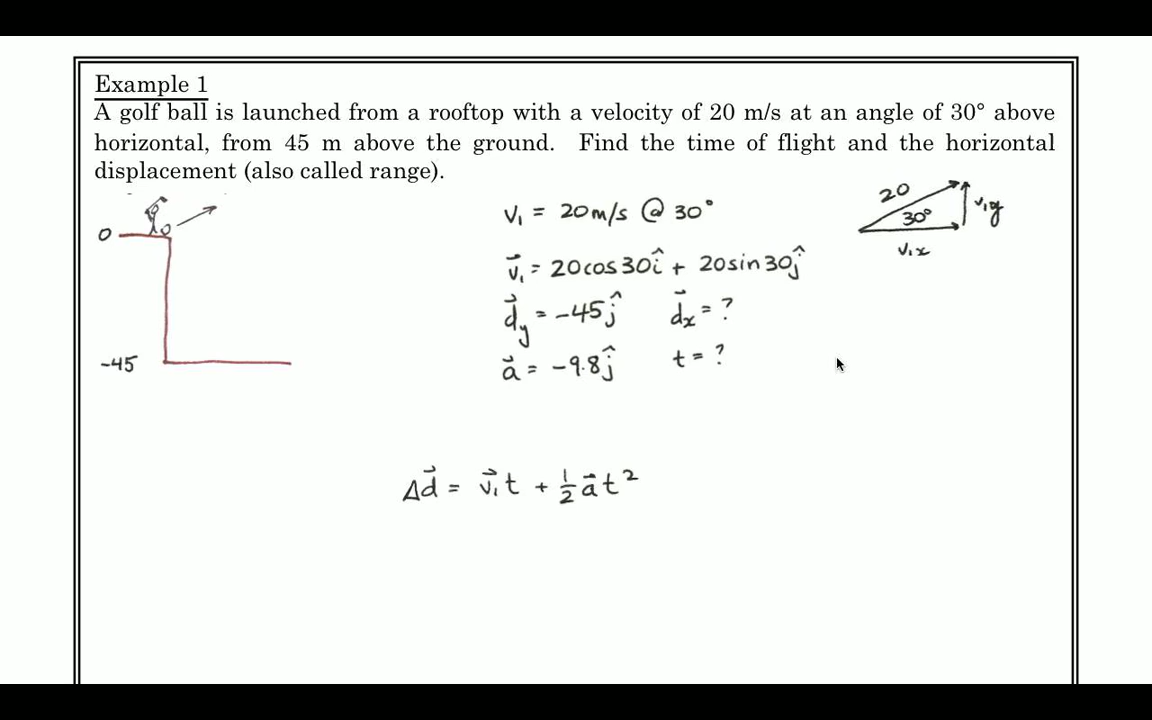 Example 1
A golf ball is launched from a rooftop with a velocity of 20 m/s at an angle of 30° above
horizontal, from 45 m above the ground. Find the time of flight and the horizontal
displacement (also called range).
0
-45
v₁ = 20m/s @ 30°
v⃗₁ = 20cos30î + 20sin30ĵ
d⃗y = -45ĵ d⃗x = ?
a⃗ = -9.8ĵ t = ?
20
30°
v₁y
v₁x
Δd⃗ = v⃗₁t + ½a⃗t²